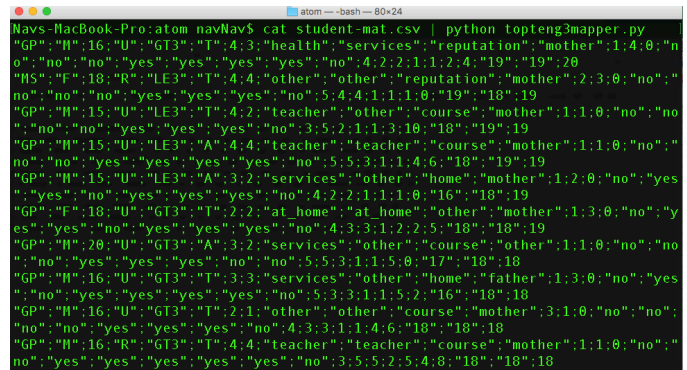 atom — -bash — 80×24
Navs-MacBook-Pro:atom navNav$ cat student-mat.csv | python topteng3mapper.py
"GP";"M";16;"U";"GT3";"T";4;3;"health";"services";"reputation";"mother";1;4;0;"n
o";"no";"no";"yes";"yes";"yes";"yes";"no";4;2;2;1;1;2;4;"19";"19";20
"MS";"F";18;"R";"LE3";"T";4;4;"other";"other";"reputation";"mother";2;3;0;"no";"
no";"no";"no";"yes";"yes";"yes";"no";5;4;4;1;1;1;0;"19";"18";19
"GP";"M";15;"U";"LE3";"T";4;2;"teacher";"other";"course";"mother";1;1;0;"no";"no
";"no";"no";"yes";"yes";"yes";"no";3;5;2;1;1;3;10;"18";"19";19
"GP";"M";15;"U";"LE3";"A";4;4;"teacher";"teacher";"course";"mother";1;1;0;"no";"
no";"no";"yes";"yes";"yes";"yes";"no";5;5;3;1;1;4;6;"18";"19";19
"GP";"M";15;"U";"LE3";"A";3;2;"services";"other";"home";"mother";1;2;0;"no";"yes
";"yes";"no";"yes";"yes";"yes";"no";4;2;2;1;1;1;0;"16";"18";19
"GP";"F";18;"U";"GT3";"T";2;2;"at_home";"at_home";"other";"mother";1;3;0;"no";"y
es";"yes";"no";"yes";"yes";"yes";"no";4;3;3;1;2;2;5;"18";"18";19
"GP";"M";20;"U";"GT3";"A";3;2;"services";"other";"course";"other";1;1;0;"no";"no
";"no";"yes";"yes";"yes";"no";"no";5;5;3;1;1;5;0;"17";"18";18
"GP";"M";16;"U";"GT3";"T";3;3;"services";"other";"home";"father";1;3;0;"no";"yes
";"no";"yes";"yes";"yes";"yes";"no";5;3;3;1;1;5;2;"16";"18";18
"GP";"M";16;"U";"GT3";"T";2;1;"other";"other";"course";"mother";3;1;0;"no";"no";
"no";"no";"yes";"yes";"yes";"no";4;3;3;1;1;4;6;"18";"18";18
"GP";"M";16;"R";"GT3";"T";4;4;"teacher";"teacher";"course";"mother";1;1;0;"no";"
no";"yes";"yes";"yes";"yes";"yes";"no";3;5;5;2;5;4;8;"18";"18";18